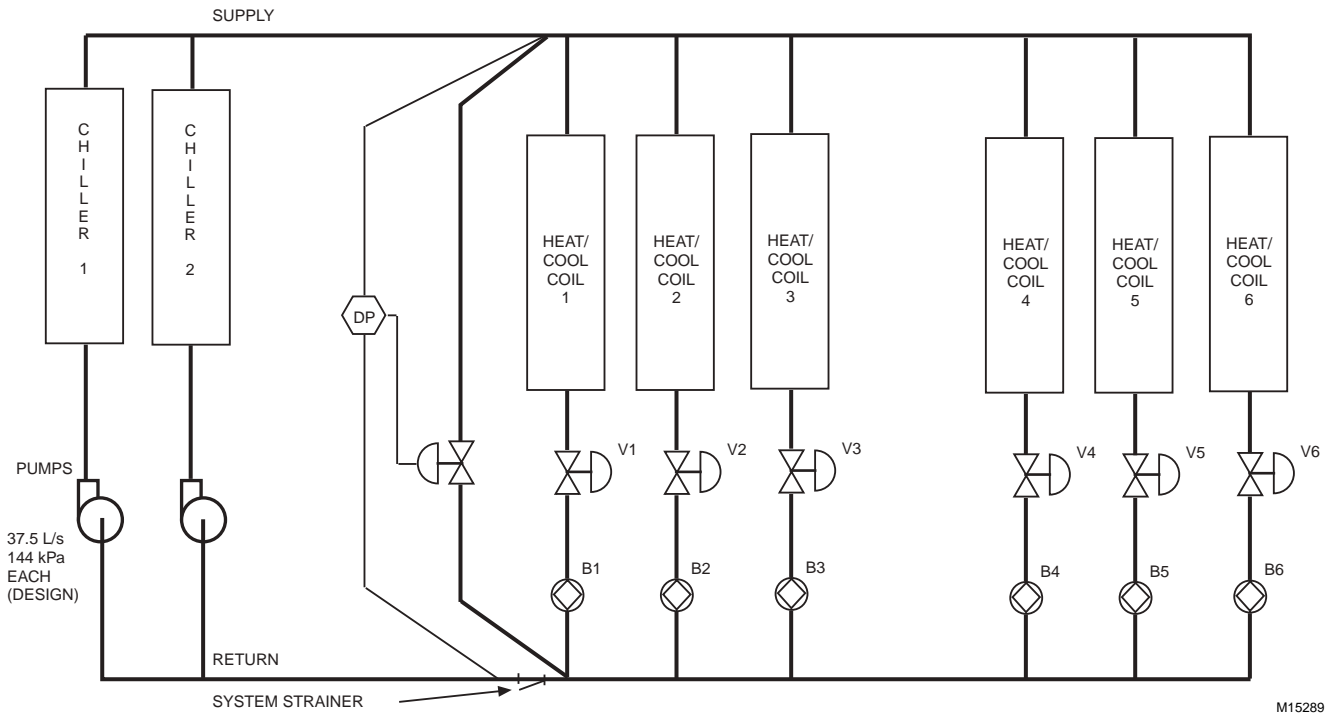 SUPPLY
CHILLER 1
CHILLER 2
HEAT/
COOL
COIL
1
HEAT/
COOL
COIL
2
HEAT/
COOL
COIL
3
HEAT/
COOL
COIL
4
HEAT/
COOL
COIL
5
HEAT/
COOL
COIL
6
DP
V1
V2
V3
V4
V5
V6
PUMPS
37.5 L/s
144 kPa
EACH
(DESIGN)
B1
B2
B3
B4
B5
B6
RETURN
SYSTEM STRAINER
M15289